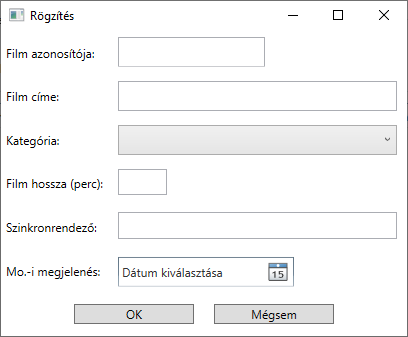 Rögzítés
Film azonosítója:
Film címe:
Kategória:
Film hossza (perc):
Szinkronrendező:
Mo.-i megjelenés: Dátum kiválasztása 15
OK Mégsem